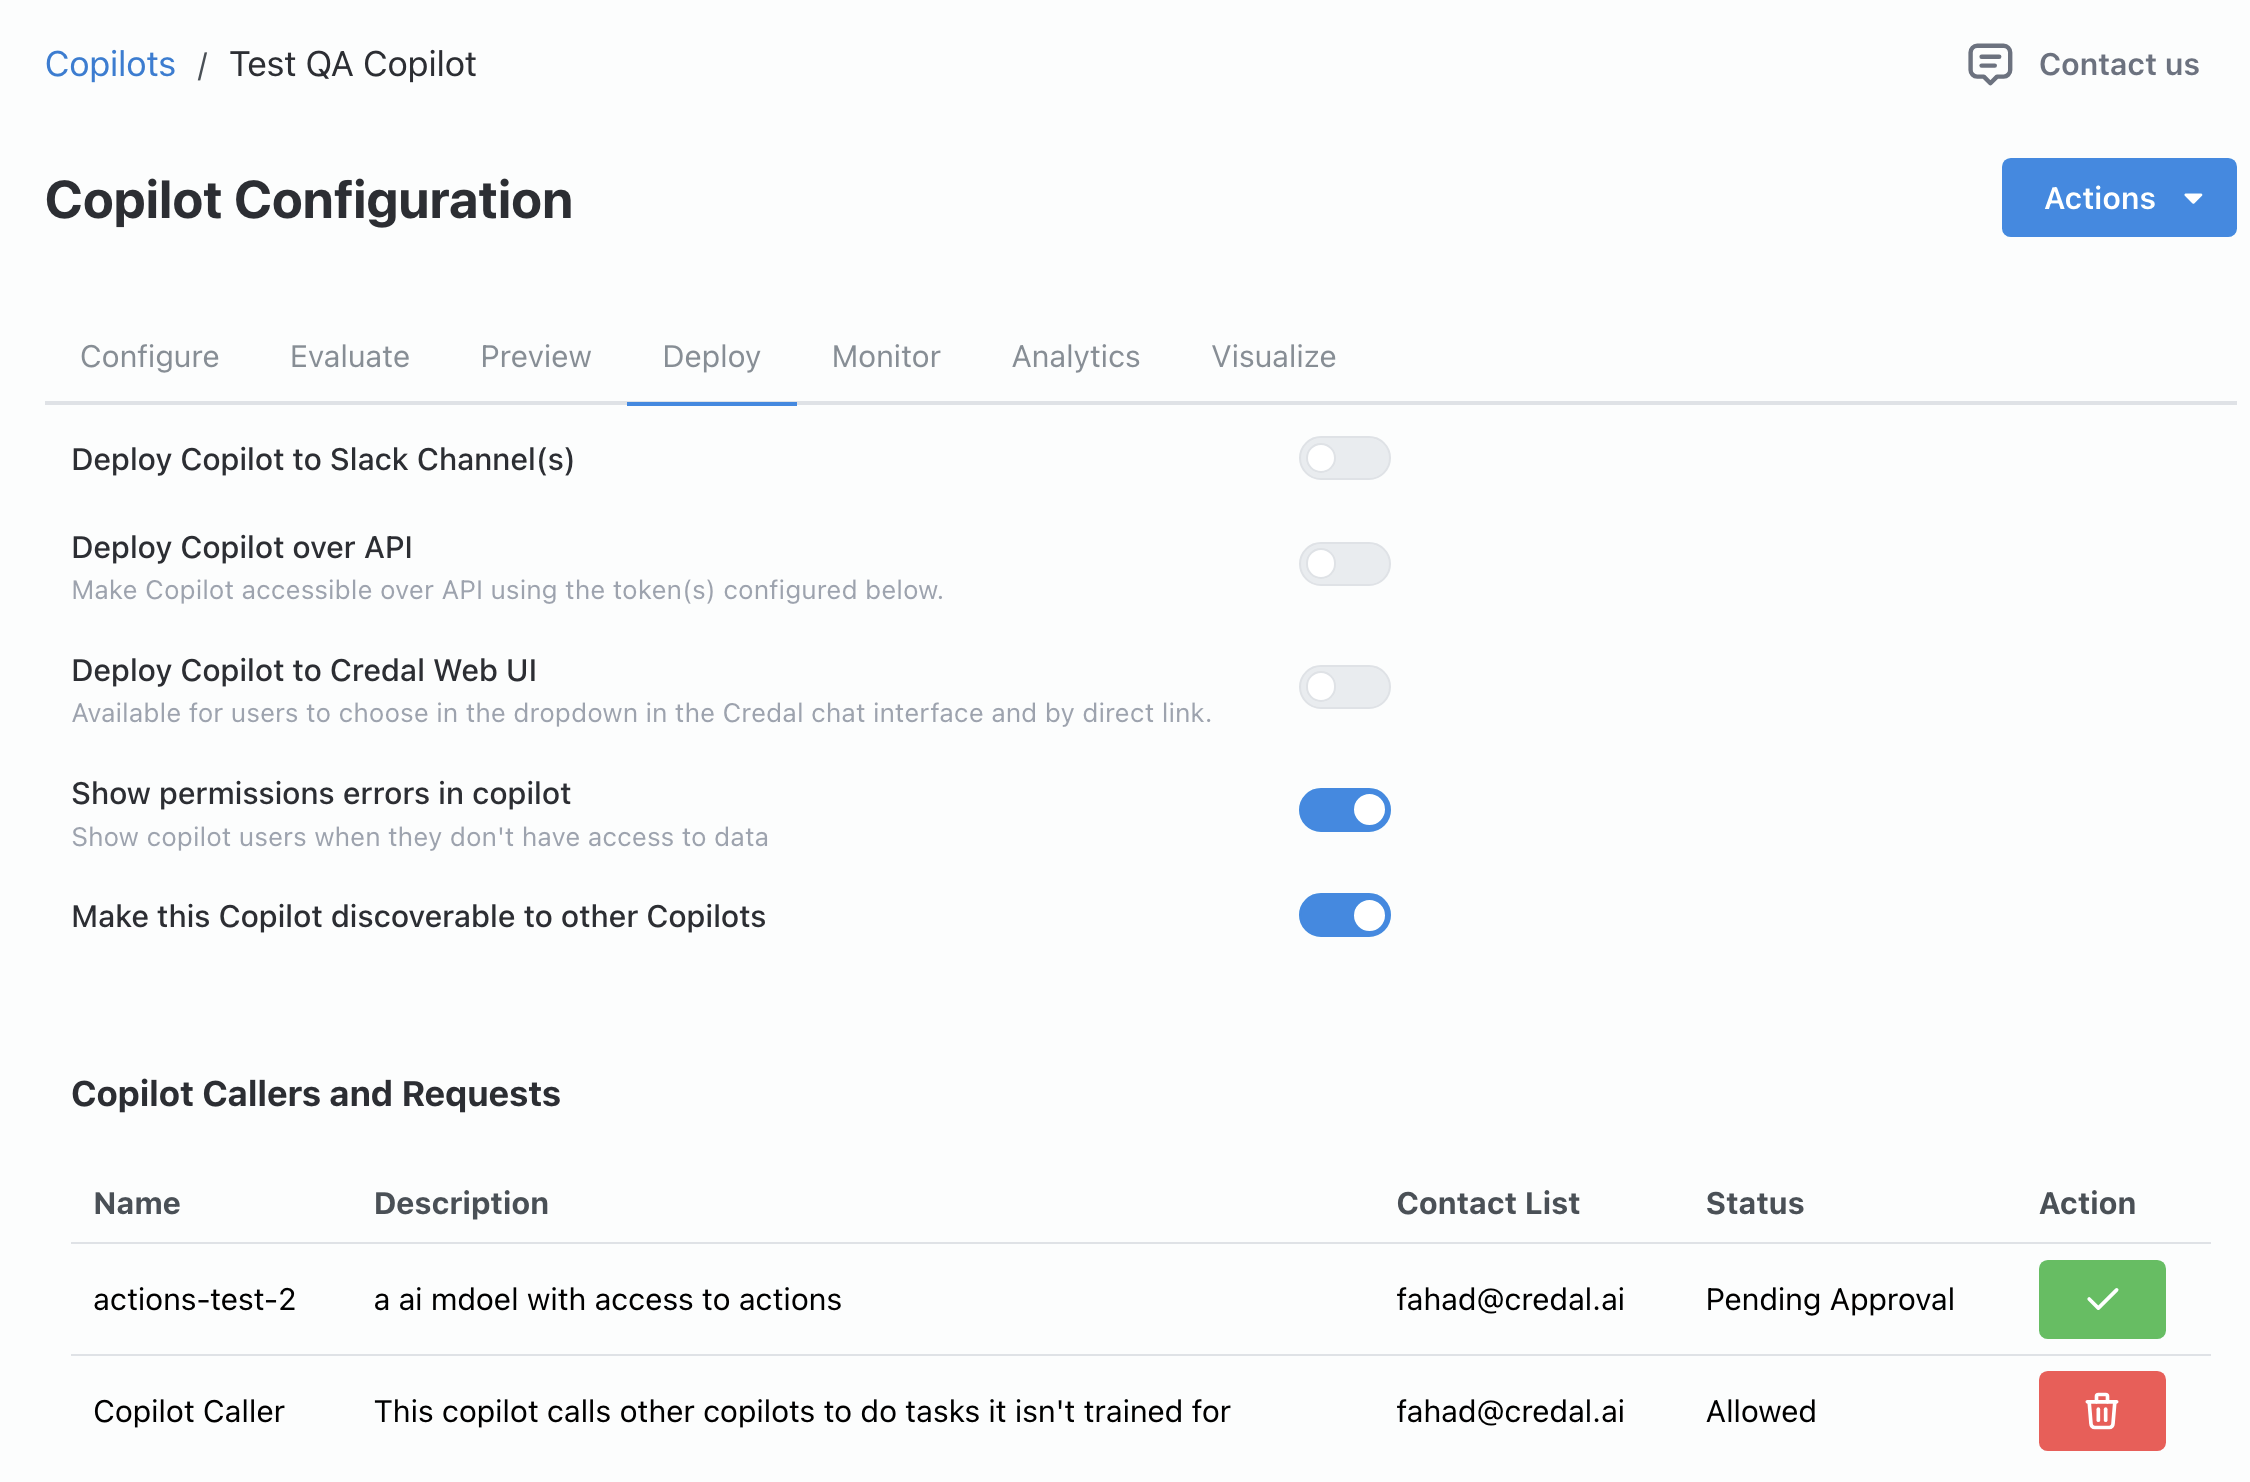 Copilots / Test QA Copilot
Contact us
Copilot Configuration
Actions
Configure Evaluate Preview Deploy Monitor Analytics Visualize
Deploy Copilot to Slack Channel(s)
Deploy Copilot over API
Make Copilot accessible over API using the token(s) configured below.
Deploy Copilot to Credal Web UI
Available for users to choose in the dropdown in the Credal chat interface and by direct link.
Show permissions errors in copilot
Show copilot users when they don't have access to data
Make this Copilot discoverable to other Copilots
Copilot Callers and Requests
Name Description Contact List Status Action
actions-test-2 a ai mdoel with access to actions fahad@credal.ai Pending Approval
Copilot Caller This copilot calls other copilots to do tasks it isn't trained for fahad@credal.ai Allowed